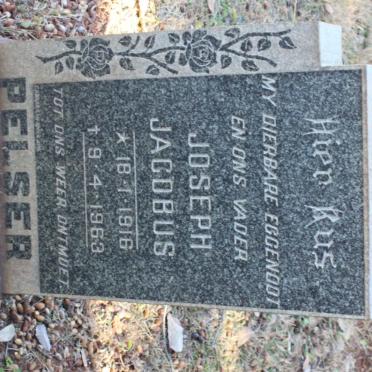 Hier Rus
MY DIERBARE EGGENOOT
EN ONS VADER
JOSEPH
JACOBUS
★ 18·1·1916
✝ 9·4·1963
TOT ONS WEER ONTMOET.
PELSER